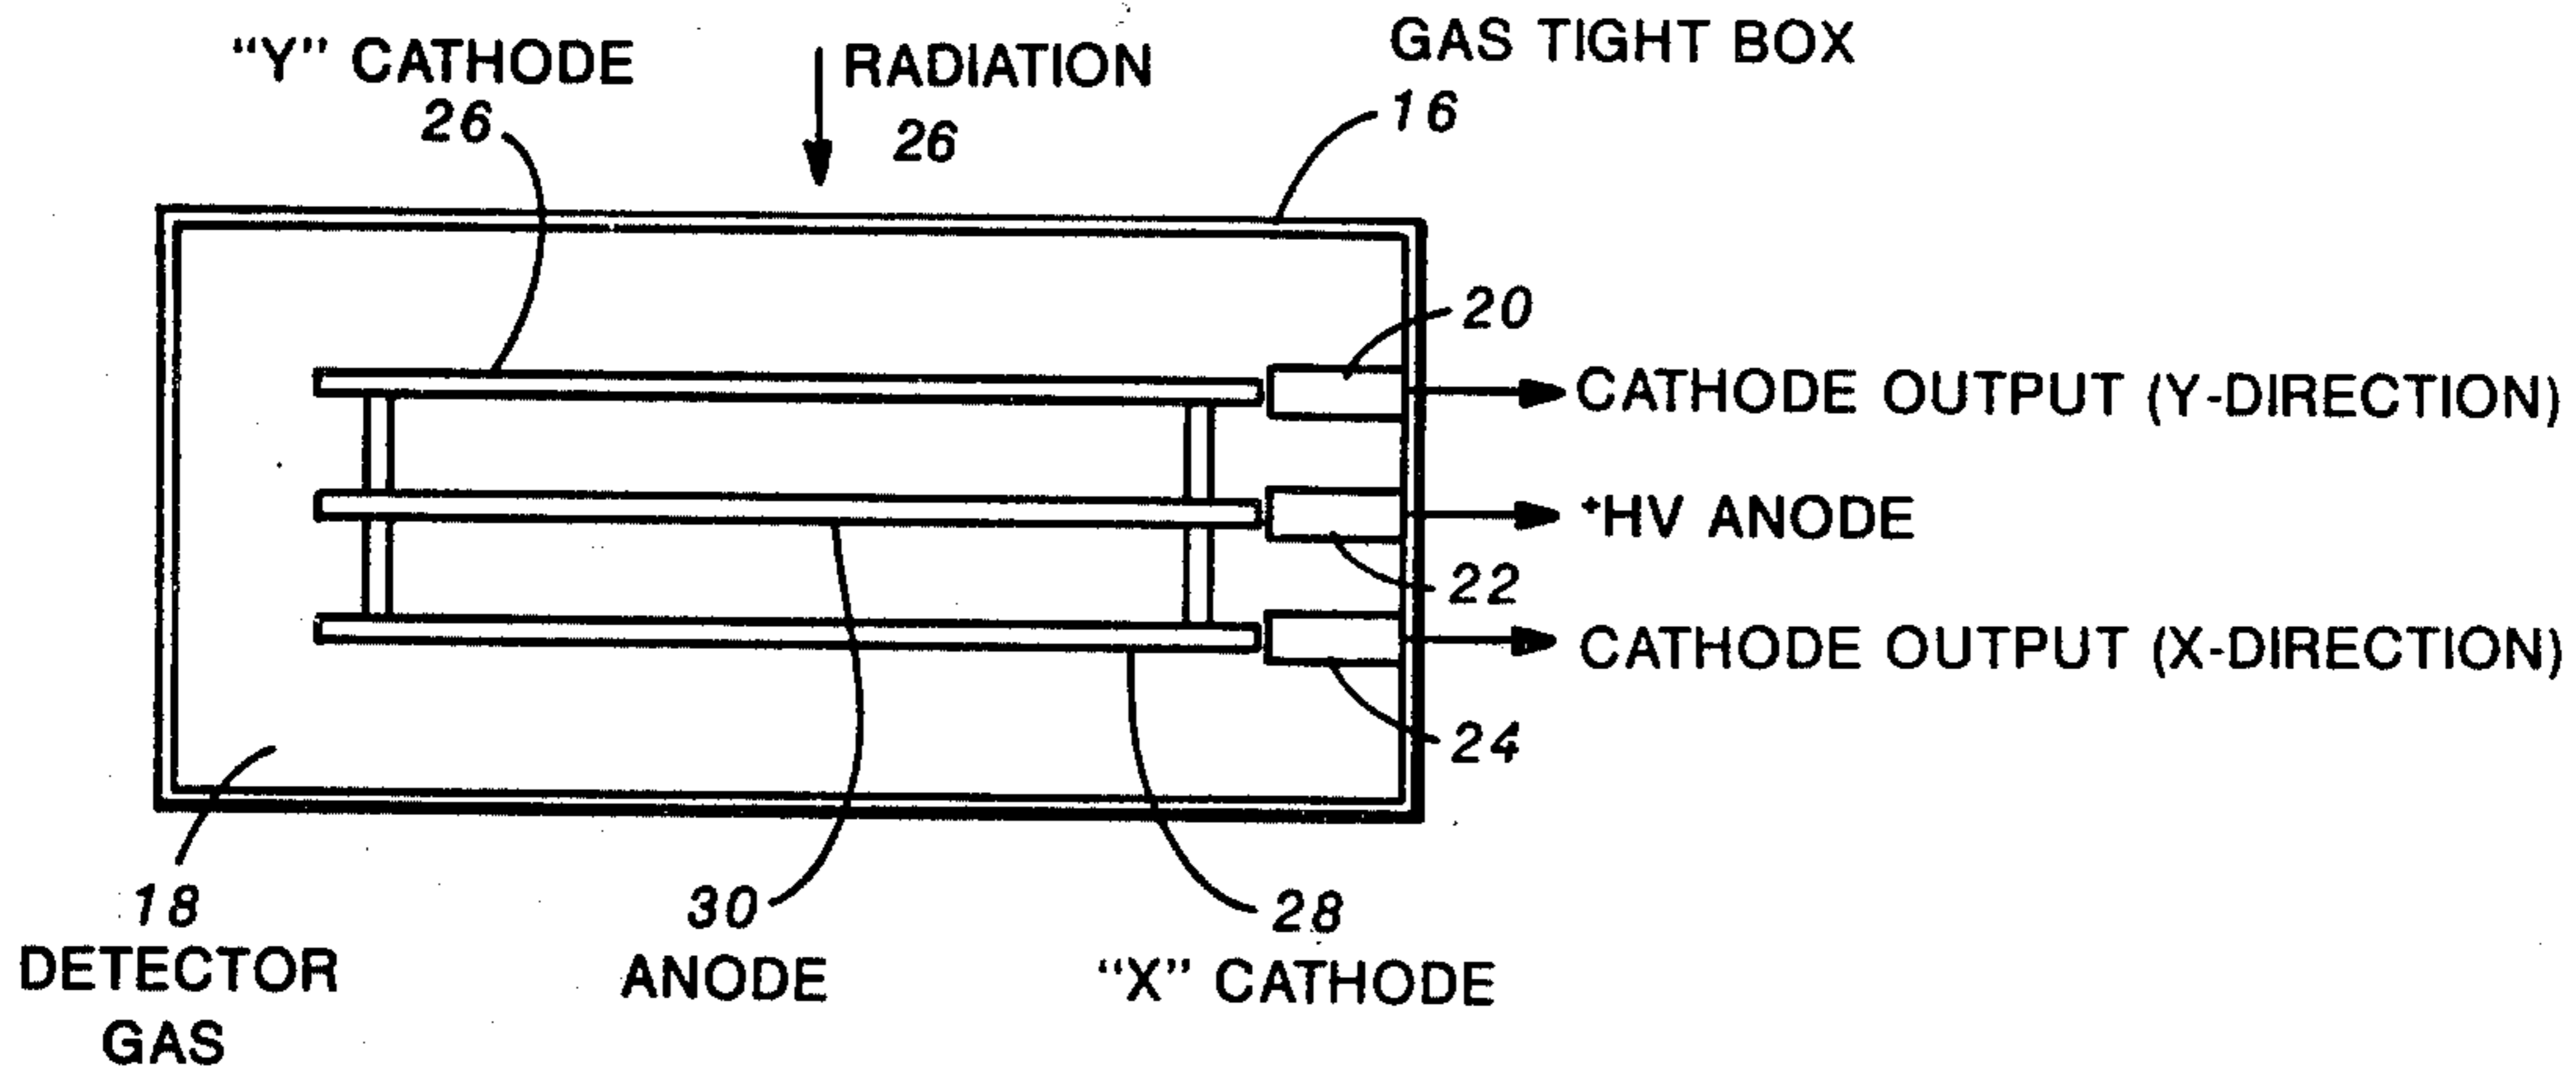 "Y" CATHODE
26
RADIATION
26
GAS TIGHT BOX
16
20
CATHODE OUTPUT (Y-DIRECTION)
+HV ANODE
22
CATHODE OUTPUT (X-DIRECTION)
24
18
DETECTOR
GAS
30
ANODE
28
"X" CATHODE